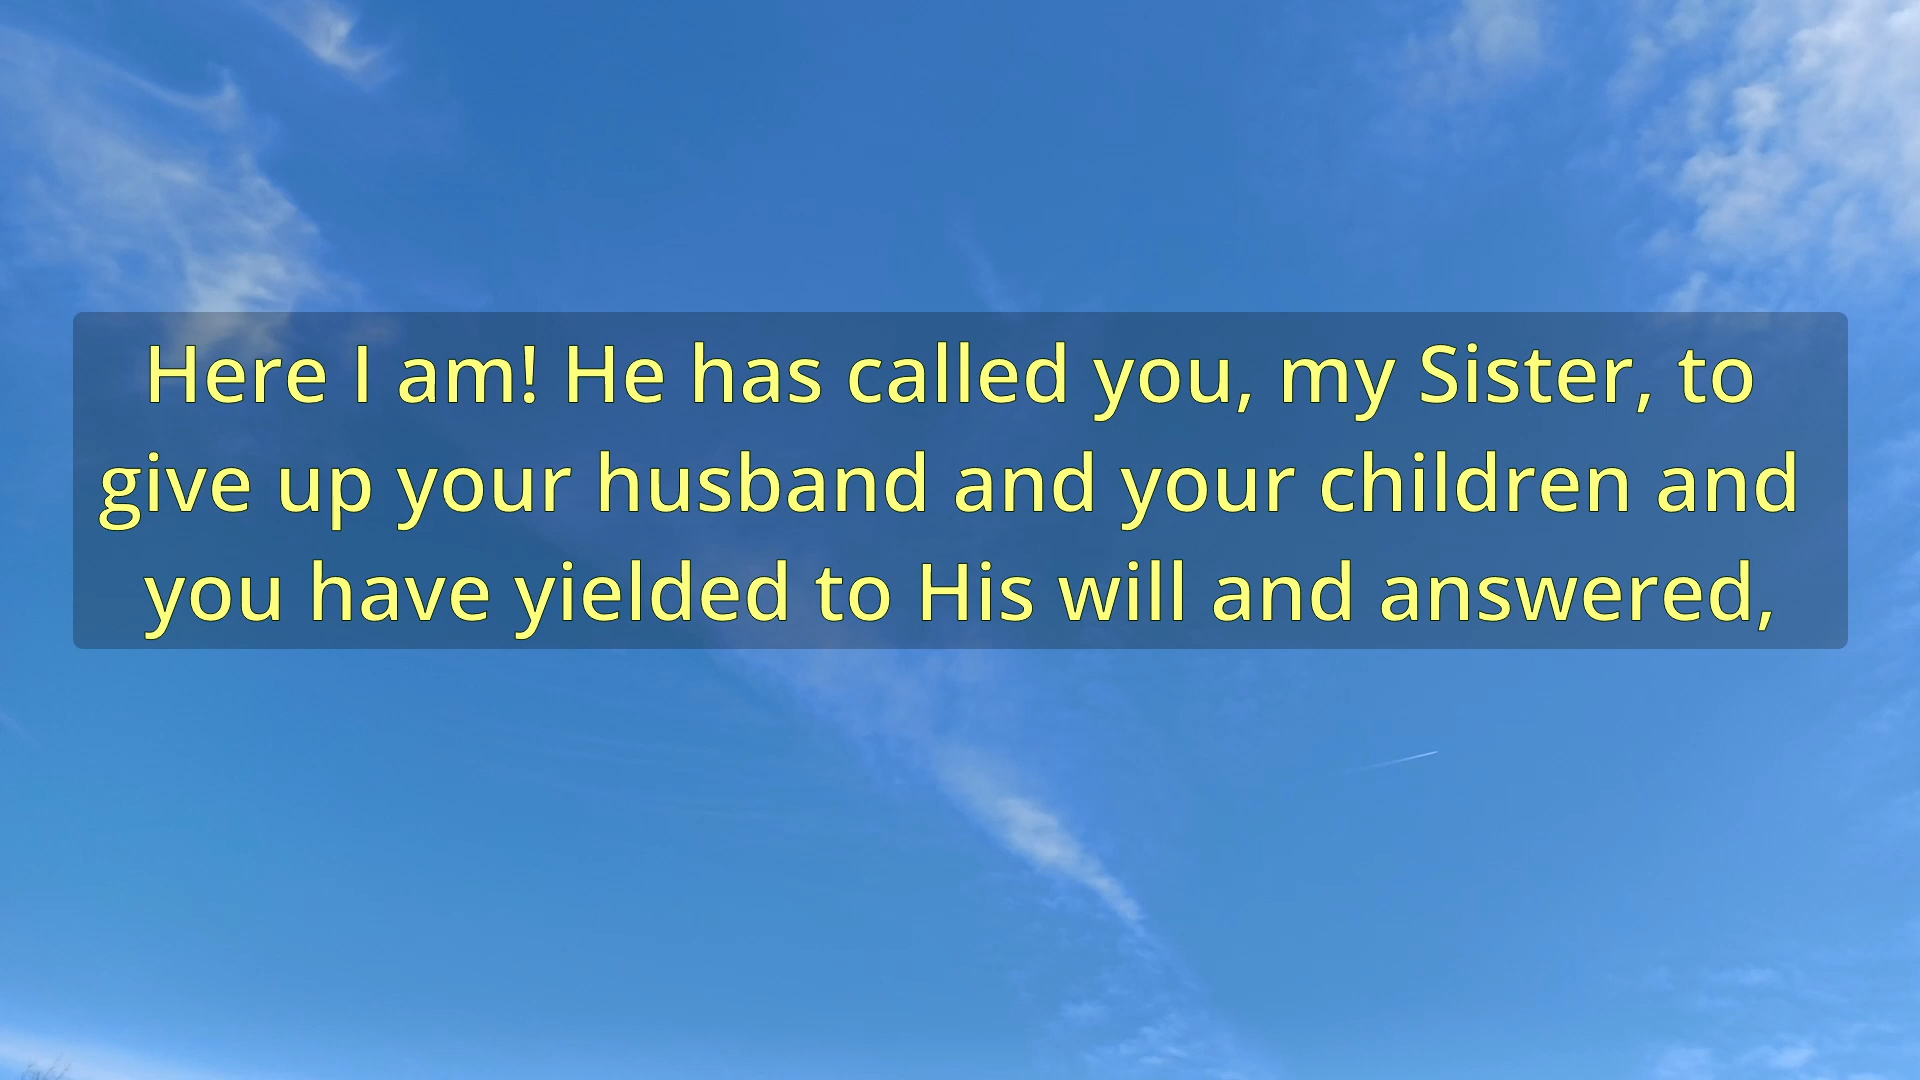 Here I am! He has called you, my Sister, to
give up your husband and your children and
you have yielded to His will and answered,